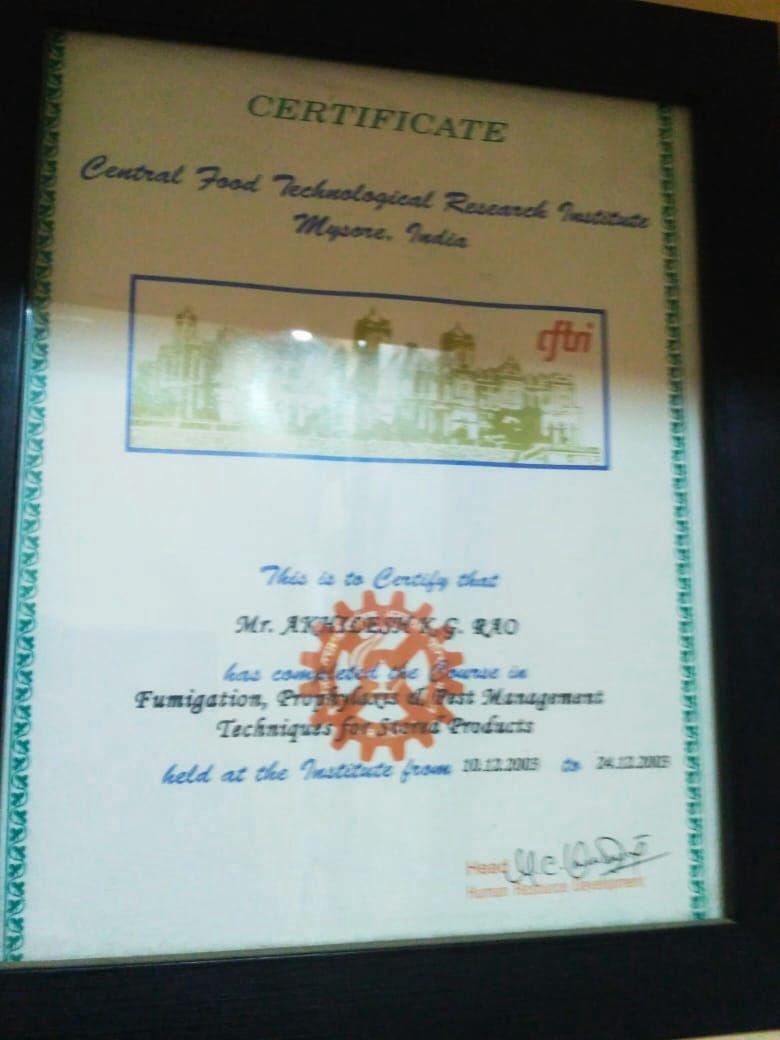 CERTIFICATE
Central Food Technological Research Institute
Mysore, India
cftri
This is to Certify that
Mr. AKHILESH K. G. RAO
has completed the Course in
Fumigation, Prophylaxis & Pest Management
Techniques for Stored Products
held at the Institute from 10.12.2003 to 24.12.2003
Head
Human Resource Development